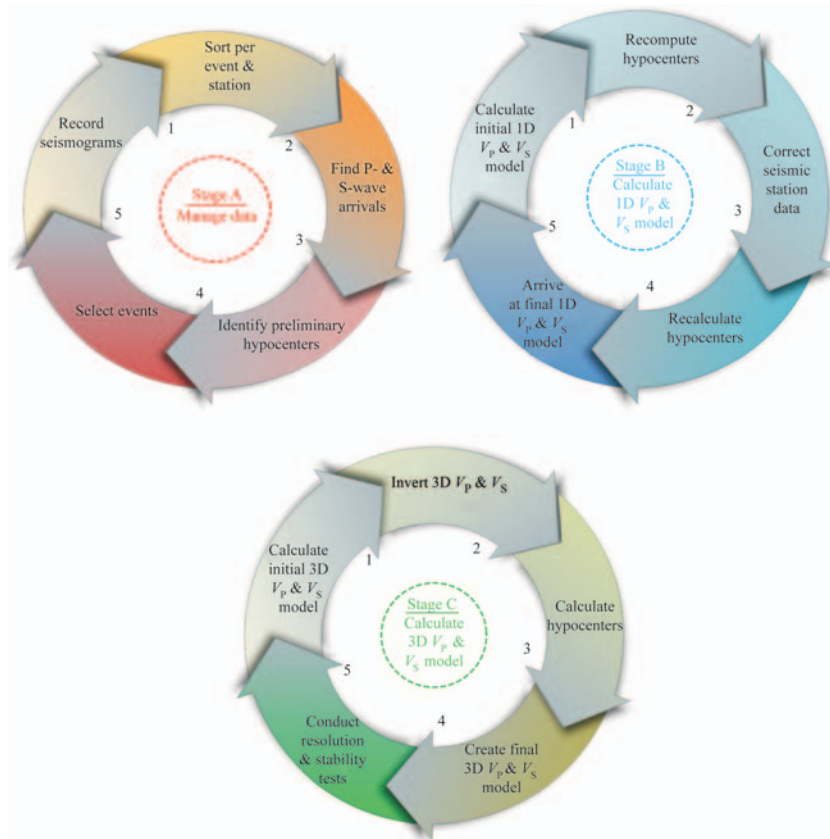 Sort per
event &
station
Record
seismograms
1
2
Find P- &
S-wave
arrivals
Stage A
Manage data
5
3
4
Select events
Identify preliminary
hypocenters
Recompute
hypocenters
Calculate
initial 1D
VP & VS
model
1
2
Correct
seismic
station
data
Stage B
Calculate
1D VP &
VS model
5
3
4
Arrive
at final 1D
VP & VS
model
Recalculate
hypocenters
Invert 3D VP & VS
Calculate
initial 3D
VP & VS
model
1
2
Calculate
hypocenters
Stage C
Calculate
3D VP &
VS model
5
3
4
Conduct
resolution
& stability
tests
Create final
3D VP & VS
model